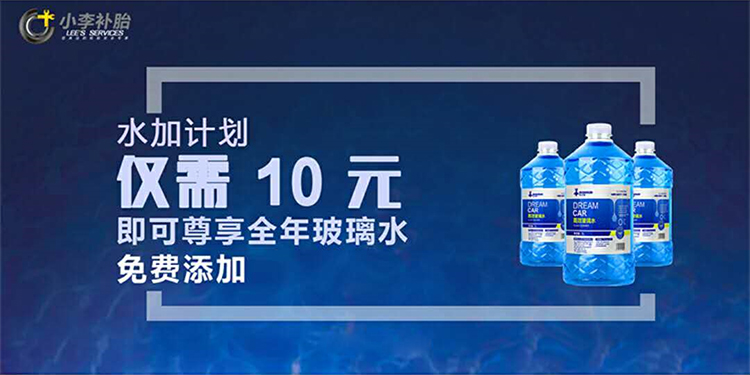 小李补胎
LEE'S SERVICES
水加计划
仅需 10 元
即可尊享全年玻璃水
免费添加
DREAM
CAR
DREAM
CAR
DREAM
CAR